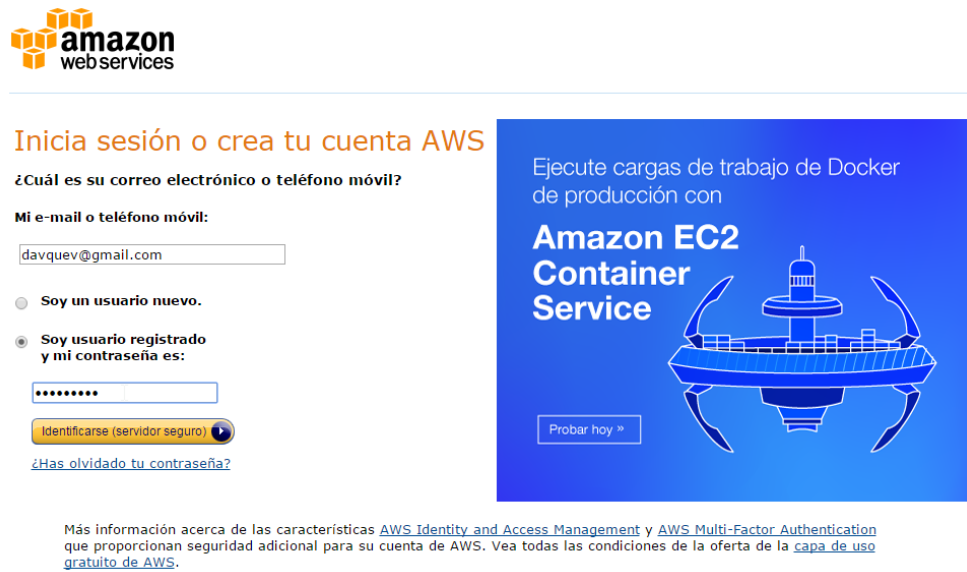 amazon
web services
Inicia sesión o crea tu cuenta AWS
¿Cuál es su correo electrónico o teléfono móvil?
Mi e-mail o teléfono móvil:
davquev@gmail.com
Soy un usuario nuevo.
Soy usuario registrado
y mi contraseña es:
•••••••••
Identificarse (servidor seguro)
¿Has olvidado tu contraseña?
Ejecute cargas de trabajo de Docker
de producción con
Amazon EC2
Container
Service
Probar hoy »
Más información acerca de las características AWS Identity and Access Management y AWS Multi-Factor Authentication
que proporcionan seguridad adicional para su cuenta de AWS. Vea todas las condiciones de la oferta de la capa de uso
gratuito de AWS.